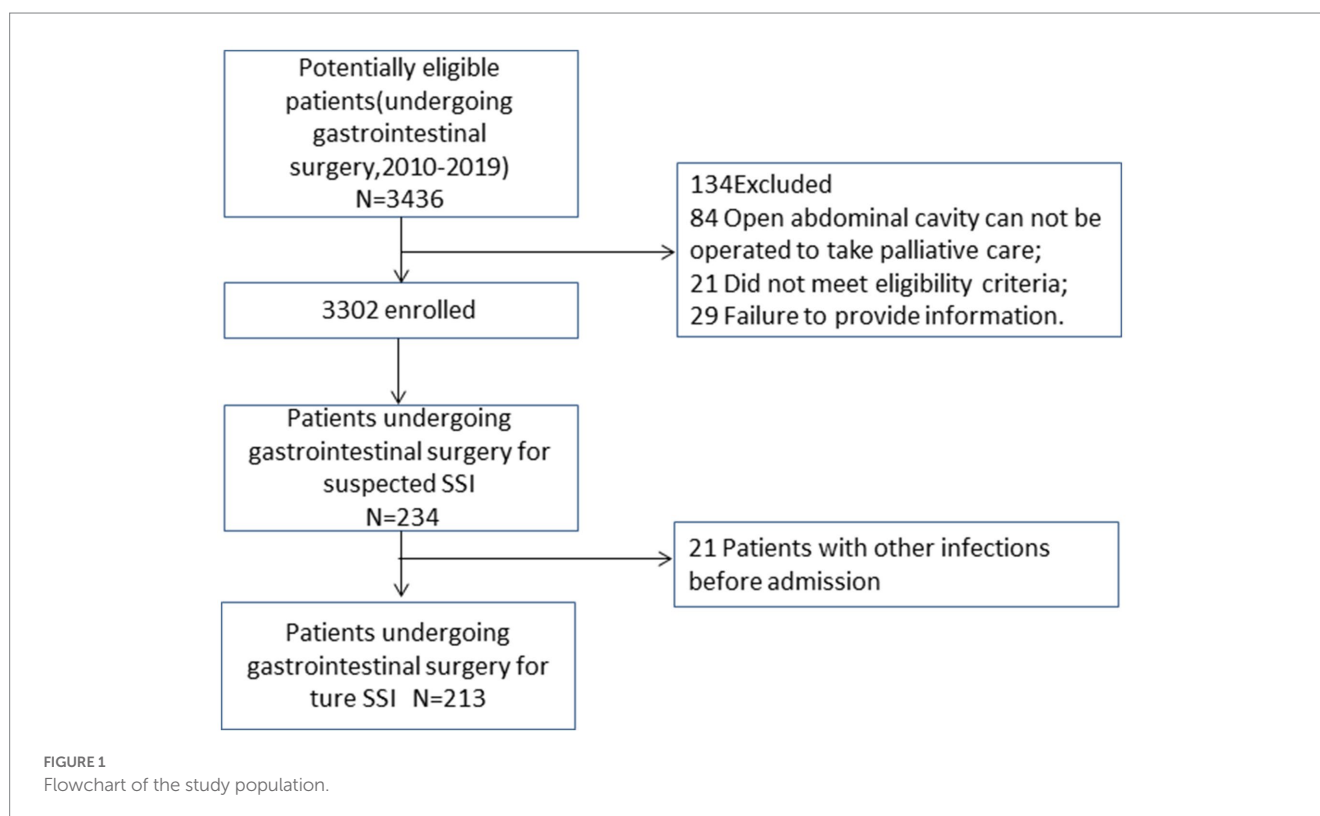 Potentially eligible
patients(undergoing
gastrointestinal
surgery,2010-2019)
N=3436
134Excluded
84 Open abdominal cavity can not be
operated to take palliative care;
21 Did not meet eligibility criteria;
29 Failure to provide information.
3302 enrolled
Patients undergoing
gastrointestinal surgery for
suspected SSI
N=234
21 Patients with other infections
before admission
Patients undergoing
gastrointestinal surgery for
ture SSI N=213
FIGURE 1
Flowchart of the study population.